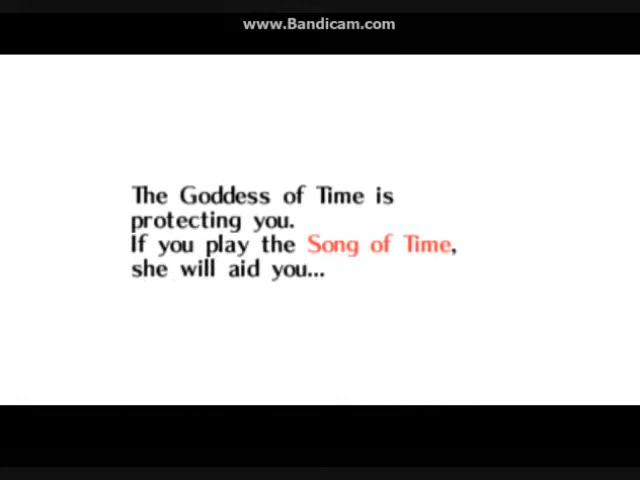 www.Bandicam.com
The Goddess of Time is
protecting you.
If you play the Song of Time,
she will aid you...